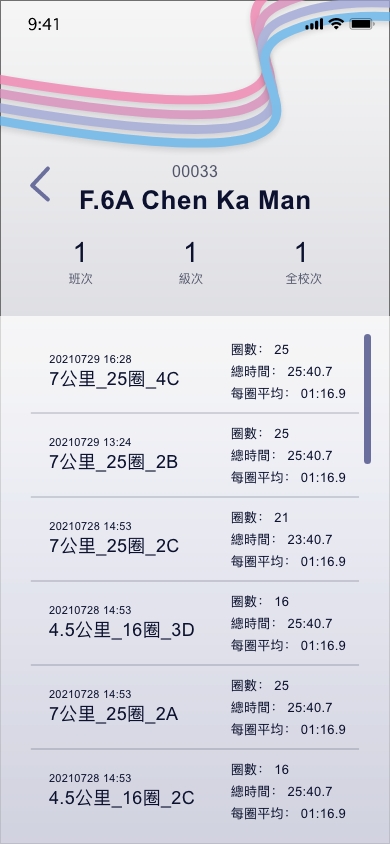 9:41
00033
F.6A Chen Ka Man
1 1 1
班次 級次 全校次
20210729 16:28
7公里_25圈_4C
圈數： 25
總時間： 25:40.7
每圈平均： 01:16.9
20210729 13:24
7公里_25圈_2B
圈數： 25
總時間： 25:40.7
每圈平均： 01:16.9
20210728 14:53
7公里_25圈_2C
圈數： 21
總時間： 23:40.7
每圈平均： 01:16.9
20210728 14:53
4.5公里_16圈_3D
圈數： 16
總時間： 25:40.7
每圈平均： 01:16.9
20210728 14:53
7公里_25圈_2A
圈數： 25
總時間： 25:40.7
每圈平均： 01:16.9
20210728 14:53
4.5公里_16圈_2C
圈數： 16
總時間： 25:40.7
每圈平均： 01:16.9